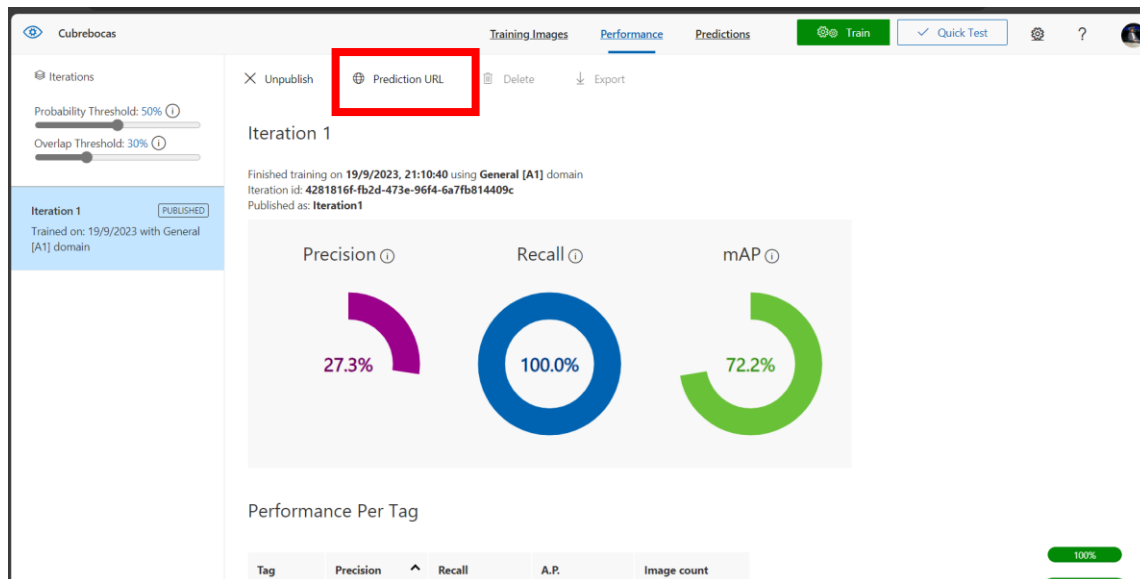 Cubrebocas
Training Images Performance Predictions Train Quick Test ?
Iterations
Probability Threshold: 50%
Overlap Threshold: 30%
Iteration 1 PUBLISHED
Trained on: 19/9/2023 with General
[A1] domain
Unpublish Prediction URL Delete Export
Iteration 1
Finished training on 19/9/2023, 21:10:40 using General [A1] domain
Iteration id: 4281816f-fb2d-473e-96f4-6a7fb814409c
Published as: Iteration1
Precision Recall mAP
27.3% 100.0% 72.2%
Performance Per Tag
Tag Precision Recall A.P. Image count
100%